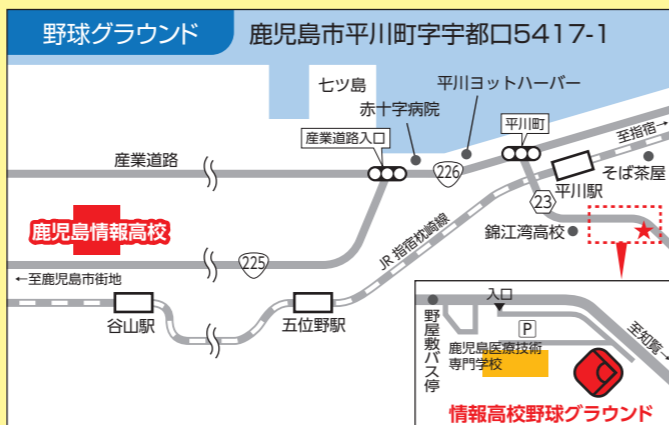 野球グラウンド
鹿児島市平川町字宇都口5417-1
七ツ島
平川ヨットハーバー
赤十字病院
産業道路入口
平川町
至指宿→
産業道路
226
そば茶屋
平川駅
23
鹿児島情報高校
錦江湾高校
JR 指宿枕崎線
225
←至鹿児島市街地
谷山駅
五位野駅
入口
野屋敷バス停
P
至知覧→
鹿児島医療技術
専門学校
情報高校野球グラウンド